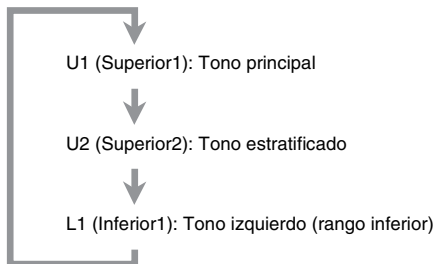 U1 (Superior1): Tono principal
U2 (Superior2): Tono estratificado
L1 (Inferior1): Tono izquierdo (rango inferior)